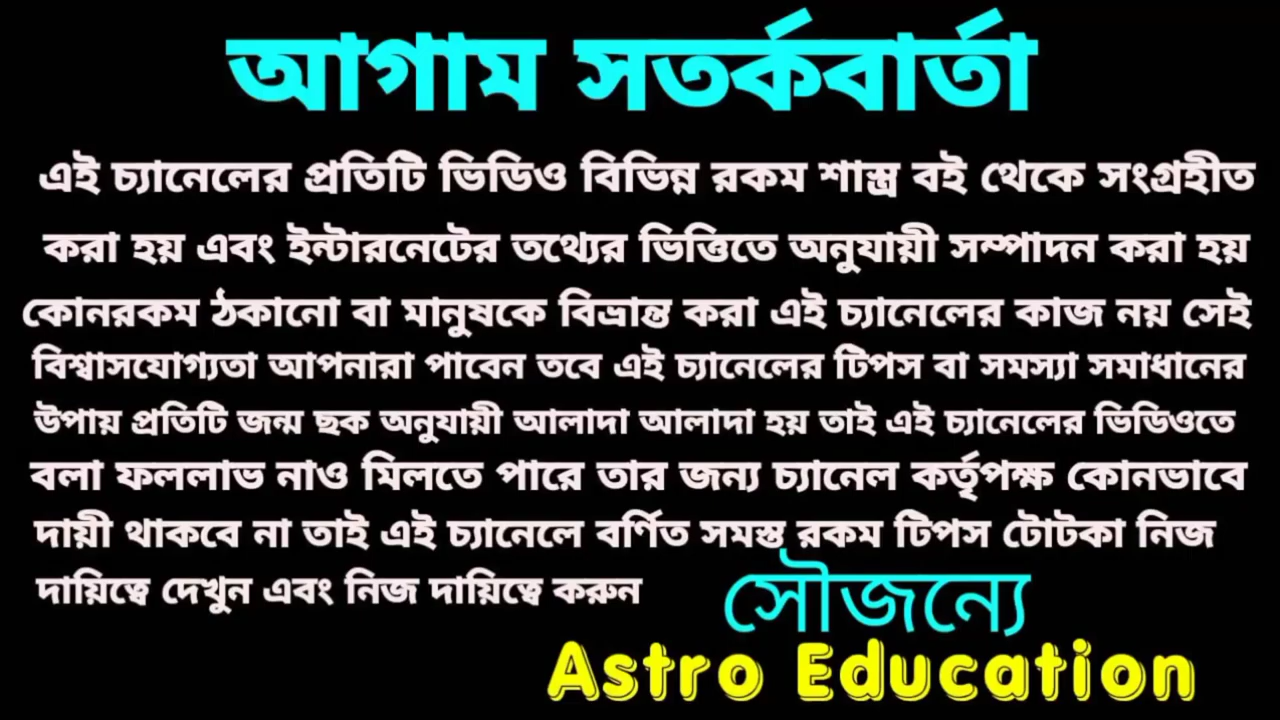 আগাম সতর্কবার্তা
এই চ্যানেলের প্রতিটি ভিডিও বিভিন্ন রকম শাস্ত্র বই থেকে সংগ্রহীত
করা হয় এবং ইন্টারনেটের তথ্যের ভিত্তিতে অনুযায়ী সম্পাদন করা হয়
কোনরকম ঠকানো বা মানুষকে বিভ্রান্ত করা এই চ্যানেলের কাজ নয় সেই
বিশ্বাসযোগ্যতা আপনারা পাবেন তবে এই চ্যানেলের টিপস বা সমস্যা সমাধানের
উপায় প্রতিটি জন্ম ছক অনুযায়ী আলাদা আলাদা হয় তাই এই চ্যানেলের ভিডিওতে
বলা ফললাভ নাও মিলতে পারে তার জন্য চ্যানেল কর্তৃপক্ষ কোনভাবে
দায়ী থাকবে না তাই এই চ্যানেলে বর্ণিত সমস্ত রকম টিপস টোটকা নিজ
দায়িত্বে দেখুন এবং নিজ দায়িত্বে করুন
সৌজন্যে
Astro Education